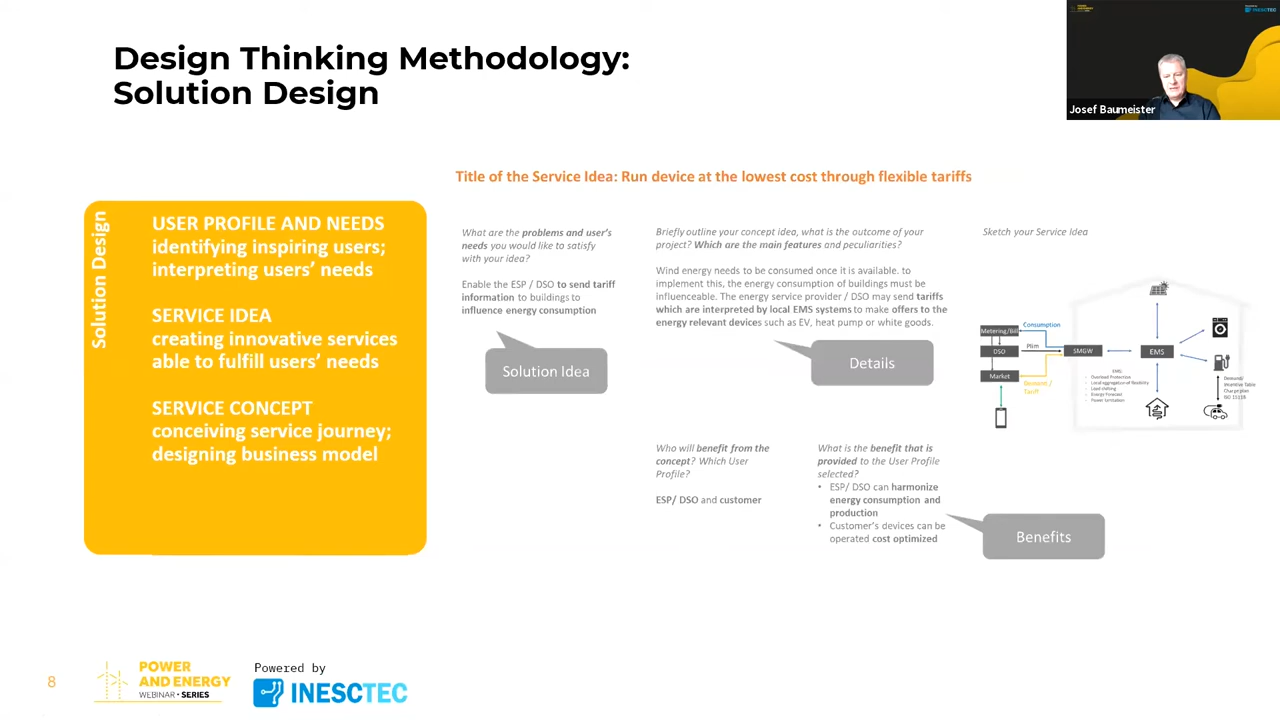 Design Thinking Methodology:
Solution Design
POWER
AND ENERGY
INESCTEC
Josef Baumeister
Title of the Service Idea: Run device at the lowest cost through flexible tariffs
Solution Design
USER PROFILE AND NEEDS
identifying inspiring users;
interpreting users' needs
SERVICE IDEA
creating innovative services
able to fulfill users' needs
SERVICE CONCEPT
conceiving service journey;
designing business model
What are the problems and user's
needs you would like to satisfy
with your idea?
Enable the ESP / DSO to send tariff
information to buildings to
influence energy consumption
Solution Idea
Briefly outline your concept idea, what is the outcome of your
project? Which are the main features and peculiarities?
Wind energy needs to be consumed once it is available. to
implement this, the energy consumption of buildings must be
influenceable. The energy service provider / DSO may send tariffs
which are interpreted by local EMS systems to make offers to the
energy relevant devices such as EV, heat pump or white goods.
Details
Sketch your Service Idea
Metering/Bill
Consumption
DSO
Plim
SMGW
EMS
Market
Demand /
Tariff
EMS:
- Overload Protection
- Local aggregation of flexibility
- Load shifting
- Energy Forecast
- Power limitation
Demand/
Incentive Table
Chargingplan
ISO 15118
Who will benefit from the
concept? Which User
Profile?
ESP/ DSO and customer
What is the benefit that is
provided to the User Profile
selected?
• ESP/ DSO can harmonize
energy consumption and
production
• Customer's devices can be
operated cost optimized
Benefits
8
POWER
AND ENERGY
WEBINAR • SERIES
Powered by
INESCTEC